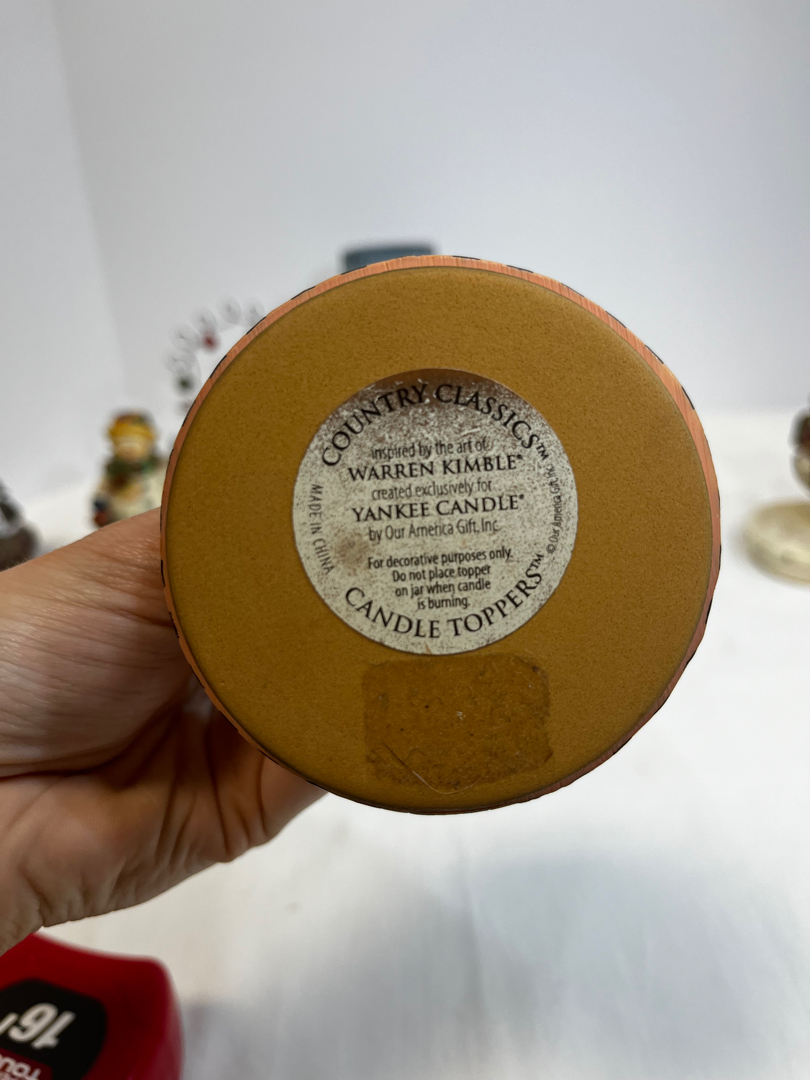 COUNTRY CLASSICS™
inspired by the art of
WARREN KIMBLE®
created exclusively for
YANKEE CANDLE®
by Our America Gift, Inc.
For decorative purposes only.
Do not place topper
on jar when candle
is burning.
CANDLE TOPPERS™
MADE IN CHINA
© Our America Gift, Inc.
16'